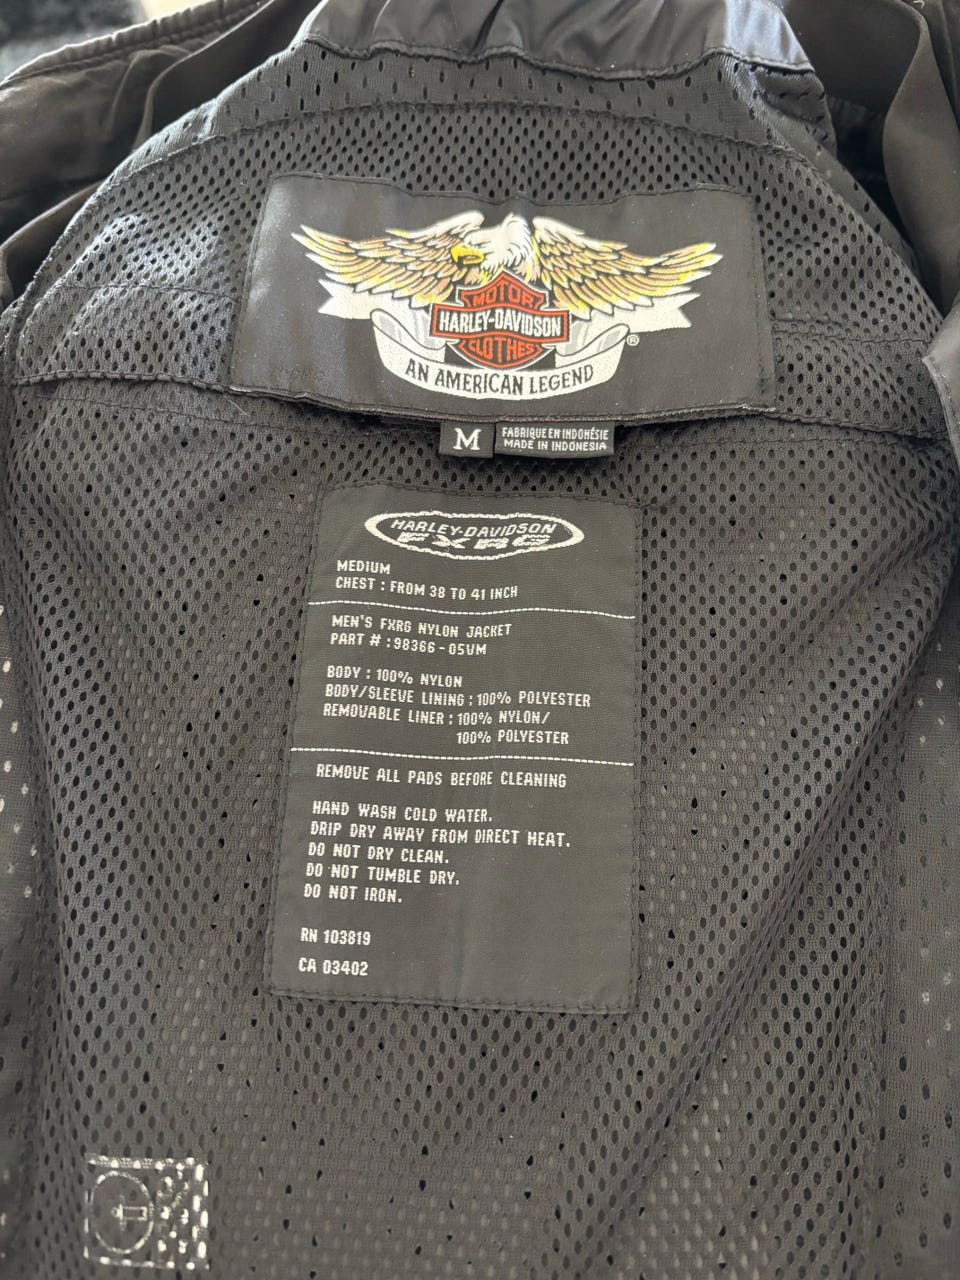 MOTOR
HARLEY-DAVIDSON
CLOTHES
®
AN AMERICAN LEGEND
M
FABRIQUE EN INDONÉSIE
MADE IN INDONESIA
HARLEY-DAVIDSON
FXRG
MEDIUM
CHEST : FROM 38 TO 41 INCH
MEN'S FXRG NYLON JACKET
PART # : 98366-05VM
BODY : 100% NYLON
BODY/SLEEVE LINING : 100% POLYESTER
REMOVABLE LINER : 100% NYLON/
100% POLYESTER
REMOVE ALL PADS BEFORE CLEANING
HAND WASH COLD WATER.
DRIP DRY AWAY FROM DIRECT HEAT.
DO NOT DRY CLEAN.
DO NOT TUMBLE DRY.
DO NOT IRON.
RN 103819
CA 03402